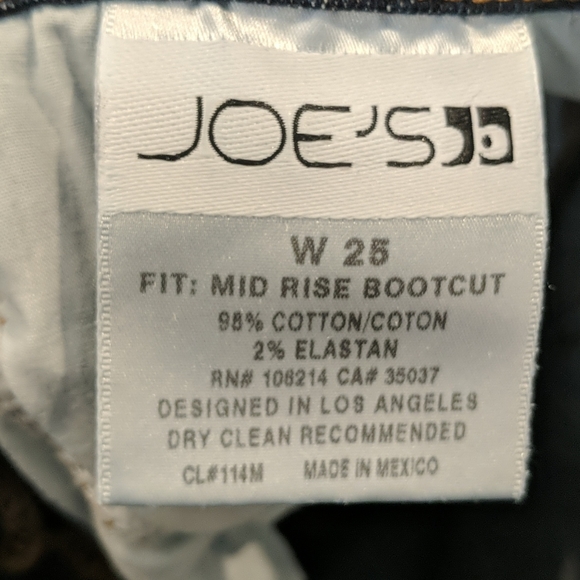 JOE'S
W 25
FIT: MID RISE BOOTCUT
98% COTTON/COTON
2% ELASTAN
RN# 106214 CA# 35037
DESIGNED IN LOS ANGELES
DRY CLEAN RECOMMENDED
CL#114M MADE IN MEXICO